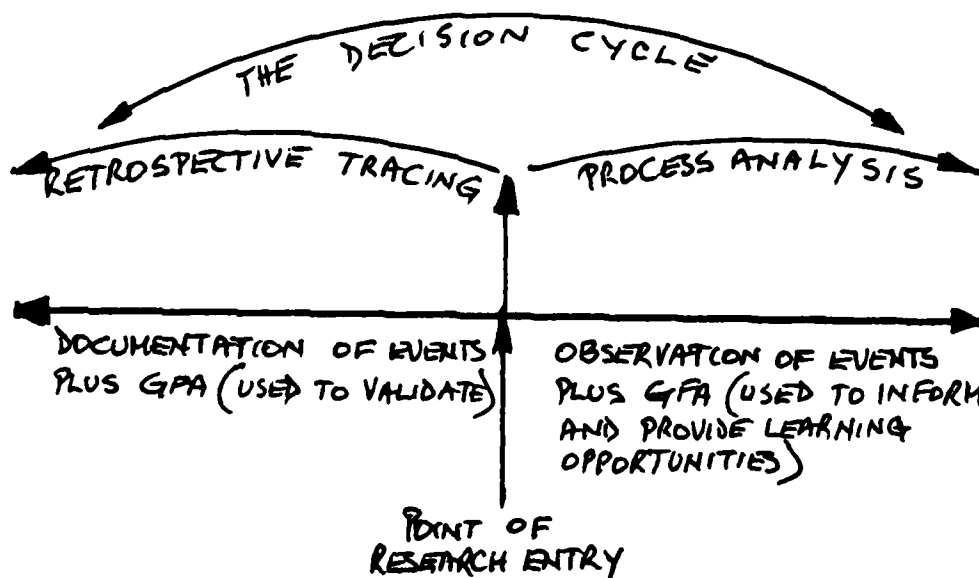 THE DECISION CYCLE
RETROSPECTIVE TRACING
PROCESS ANALYSIS
DOCUMENTATION OF EVENTS
PLUS GPA (USED TO VALIDATE)
OBSERVATION OF EVENTS
PLUS GFA (USED TO INFORM
AND PROVIDE LEARNING
OPPORTUNITIES)
POINT OF
RESEARCH ENTRY